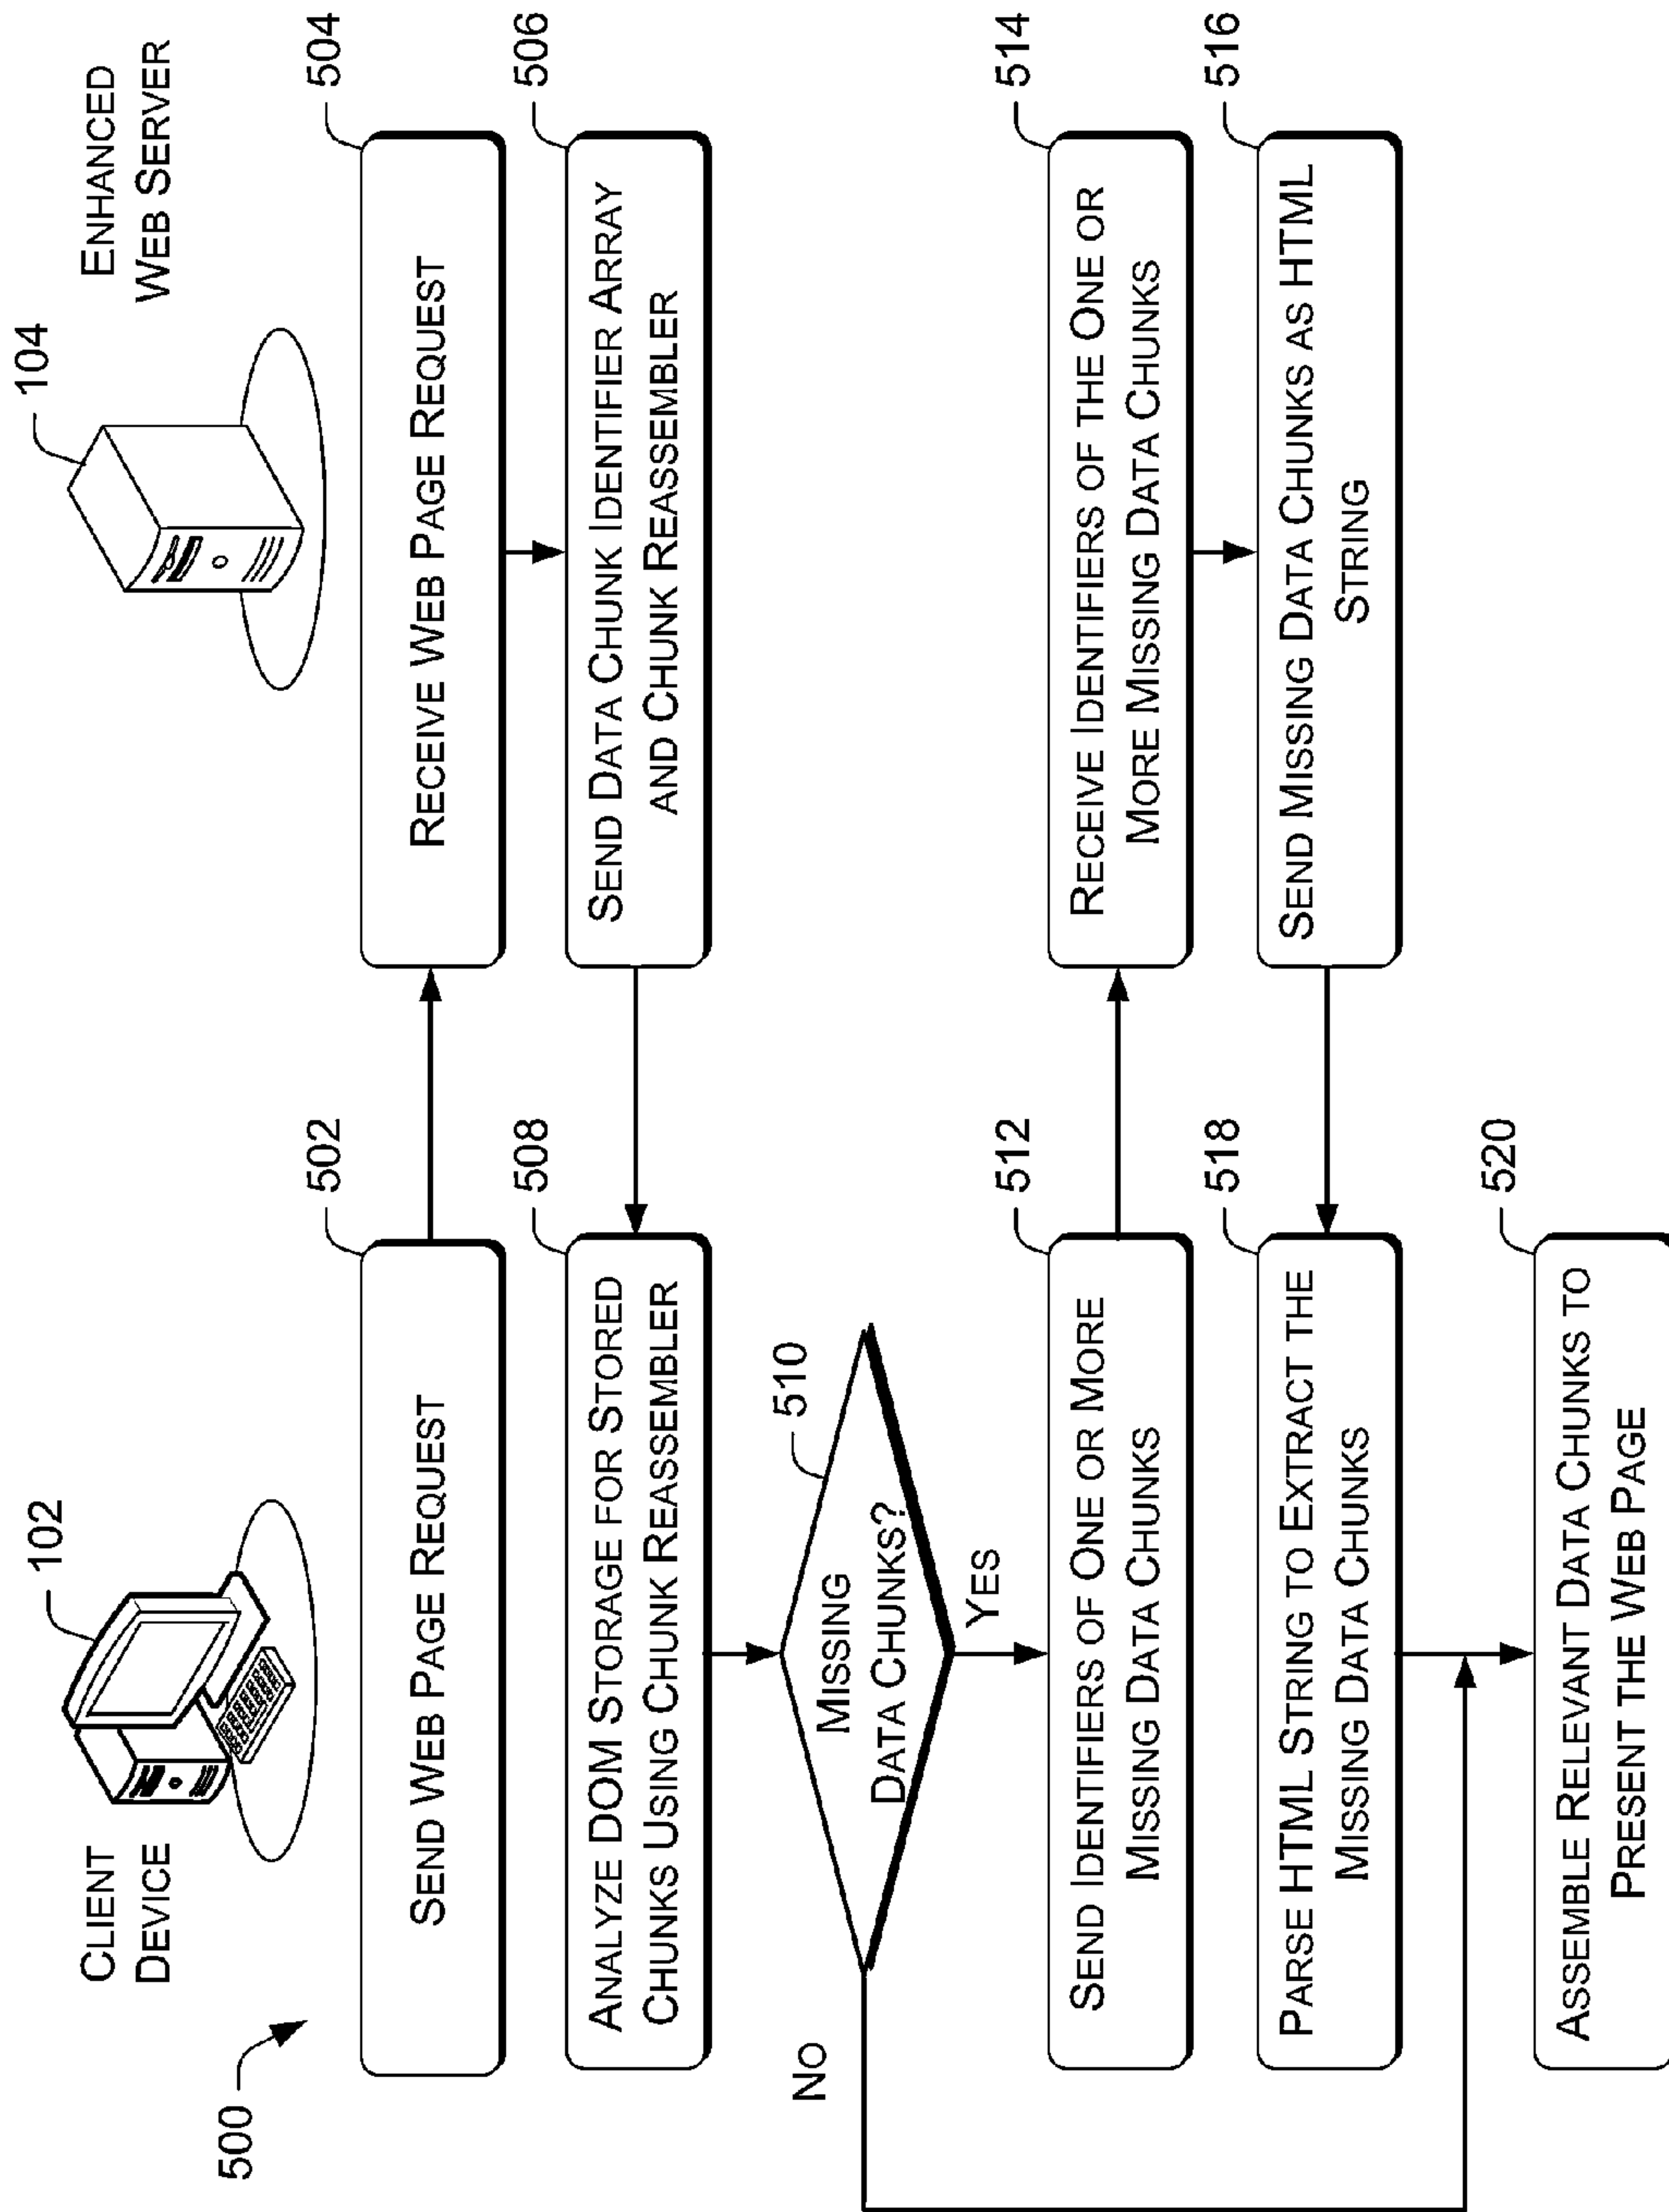 500
CLIENT
DEVICE
102
104
ENHANCED
WEB SERVER
502
SEND WEB PAGE REQUEST
504
RECEIVE WEB PAGE REQUEST
506
SEND DATA CHUNK IDENTIFIER ARRAY
AND CHUNK REASSEMBLER
508
ANALYZE DOM STORAGE FOR STORED
CHUNKS USING CHUNK REASSEMBLER
510
MISSING
DATA CHUNKS?
NO
YES
512
SEND IDENTIFIERS OF ONE OR MORE
MISSING DATA CHUNKS
514
RECEIVE IDENTIFIERS OF THE ONE OR
MORE MISSING DATA CHUNKS
516
SEND MISSING DATA CHUNKS AS HTML
STRING
518
PARSE HTML STRING TO EXTRACT THE
MISSING DATA CHUNKS
520
ASSEMBLE RELEVANT DATA CHUNKS TO
PRESENT THE WEB PAGE